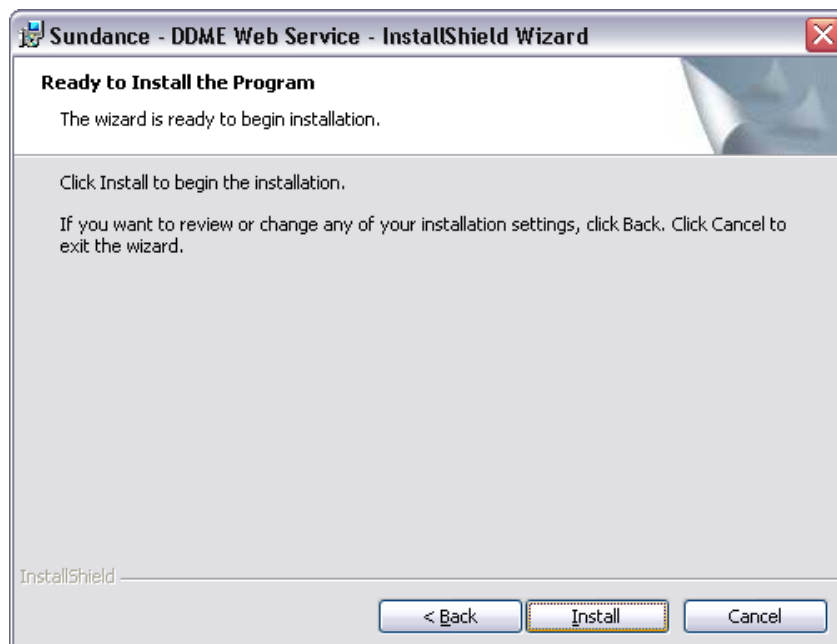 Sundance - DDME Web Service - InstallShield Wizard
Ready to Install the Program
The wizard is ready to begin installation.
Click Install to begin the installation.
If you want to review or change any of your installation settings, click Back. Click Cancel to
exit the wizard.
InstallShield
< Back
Install
Cancel